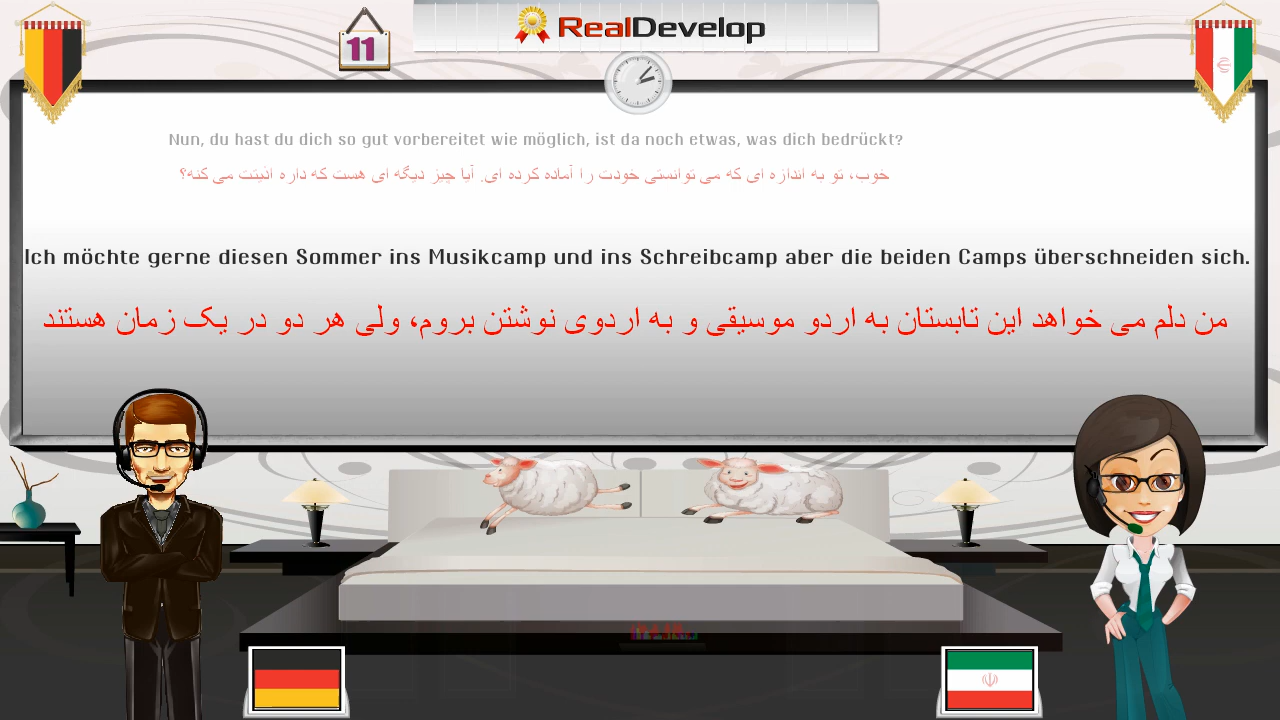 11
RealDevelop
Nun, du hast du dich so gut vorbereitet wie möglich, ist da noch etwas, was dich bedrückt?
خوب، تو به اندازه ای که می توانستی خودت را آماده کرده ای. آیا چیز دیگه ای هست که داره اذیتت می کنه؟
Ich möchte gerne diesen Sommer ins Musikcamp und ins Schreibcamp aber die beiden Camps überschneiden sich.
من دلم می خواهد این تابستان به اردو موسیقی و به اردوی نوشتن بروم، ولی هر دو در یک زمان هستند